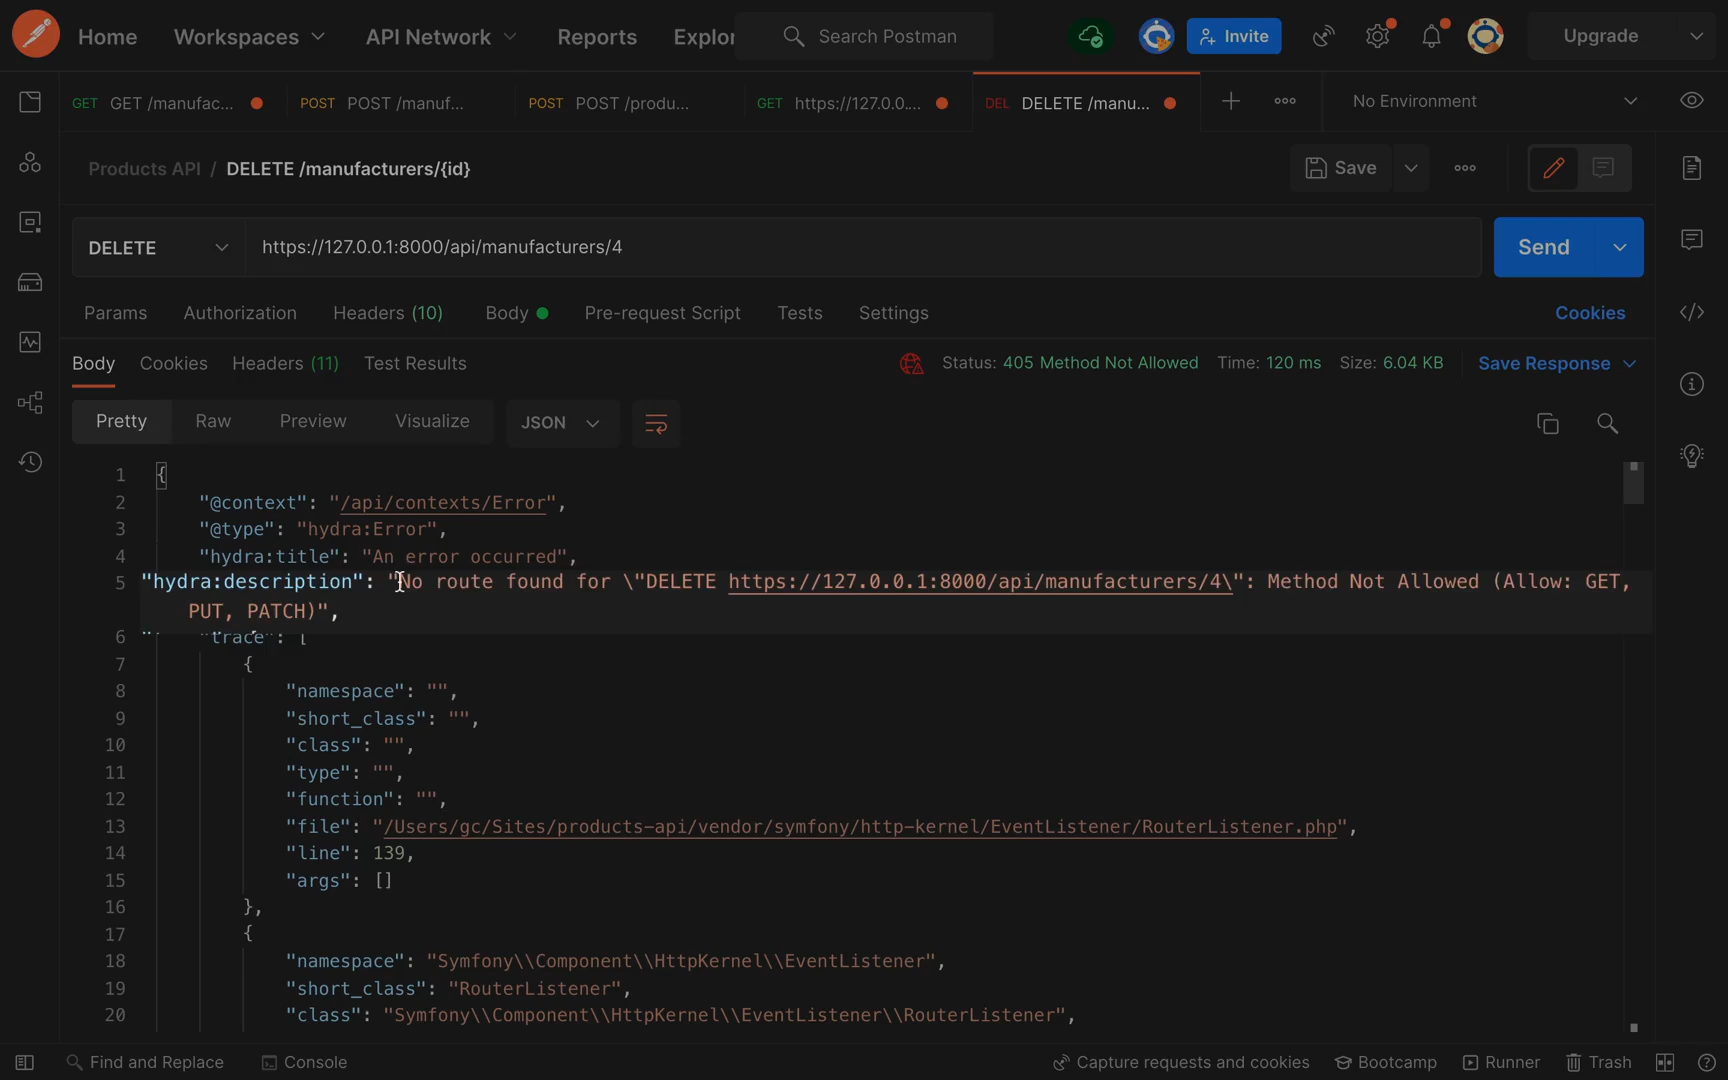 Home Workspaces API Network Reports Explor Search Postman Invite Upgrade
GET GET /manufac... POST POST /manuf... POST POST /produ... GET https://127.0.0.... DEL DELETE /manu... No Environment
Products API / DELETE /manufacturers/{id} Save
DELETE https://127.0.0.1:8000/api/manufacturers/4 Send
Params Authorization Headers (10) Body Pre-request Script Tests Settings Cookies
Body Cookies Headers (11) Test Results Status: 405 Method Not Allowed Time: 120 ms Size: 6.04 KB Save Response
Pretty Raw Preview Visualize JSON
1 {
2 "@context": "/api/contexts/Error",
3 "@type": "hydra:Error",
4 "hydra:title": "An error occurred",
5 "hydra:description": "No route found for \"DELETE https://127.0.0.1:8000/api/manufacturers/4\": Method Not Allowed (Allow: GET,
PUT, PATCH)",
6 "trace": [
7 {
8 "namespace": "",
9 "short_class": "",
10 "class": "",
11 "type": "",
12 "function": "",
13 "file": "/Users/gc/Sites/products-api/vendor/symfony/http-kernel/EventListener/RouterListener.php",
14 "line": 139,
15 "args": []
16 },
17 {
18 "namespace": "Symfony\\Component\\HttpKernel\\EventListener",
19 "short_class": "RouterListener",
20 "class": "Symfony\\Component\\HttpKernel\\EventListener\\RouterListener",
Find and Replace Console Capture requests and cookies Bootcamp Runner Trash